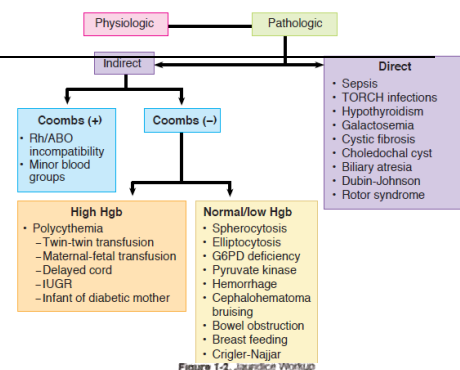 Physiologic
Pathologic
Indirect
Direct
• Sepsis
• TORCH infections
• Hypothyroidism
• Galactosemia
• Cystic fibrosis
• Choledochal cyst
• Biliary atresia
• Dubin-Johnson
• Rotor syndrome
Coombs (+)
• Rh/ABO
incompatibility
• Minor blood
groups
Coombs (–)
High Hgb
• Polycythemia
–Twin-twin transfusion
–Maternal-fetal transfusion
–Delayed cord
–IUGR
–Infant of diabetic mother
Normal/low Hgb
• Spherocytosis
• Elliptocytosis
• G6PD deficiency
• Pyruvate kinase
• Hemorrhage
• Cephalohematoma
bruising
• Bowel obstruction
• Breast feeding
• Crigler-Najjar
Figure 1-2. Jaundice Workup